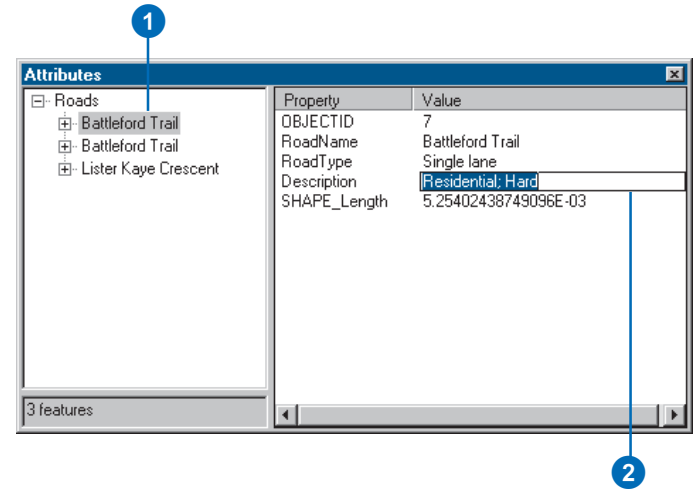 1
Attributes
Roads
Battleford Trail
Battleford Trail
Lister Kaye Crescent
3 features
Property Value
OBJECTID 7
RoadName Battleford Trail
RoadType Single lane
Description Residential; Hard
SHAPE_Length 5.25402438749096E-03
2